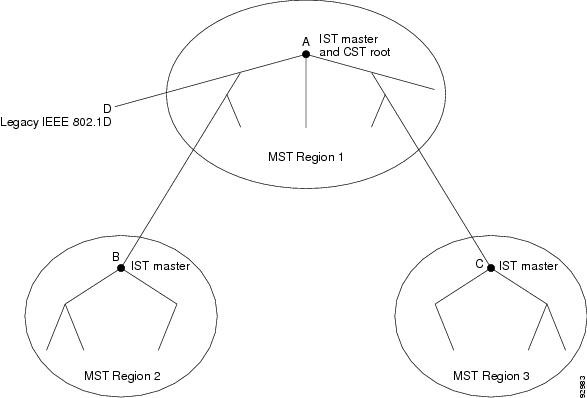 A
IST master
and CST root
D
Legacy IEEE 802.1D
MST Region 1
B
IST master
C
IST master
MST Region 2
MST Region 3
92983